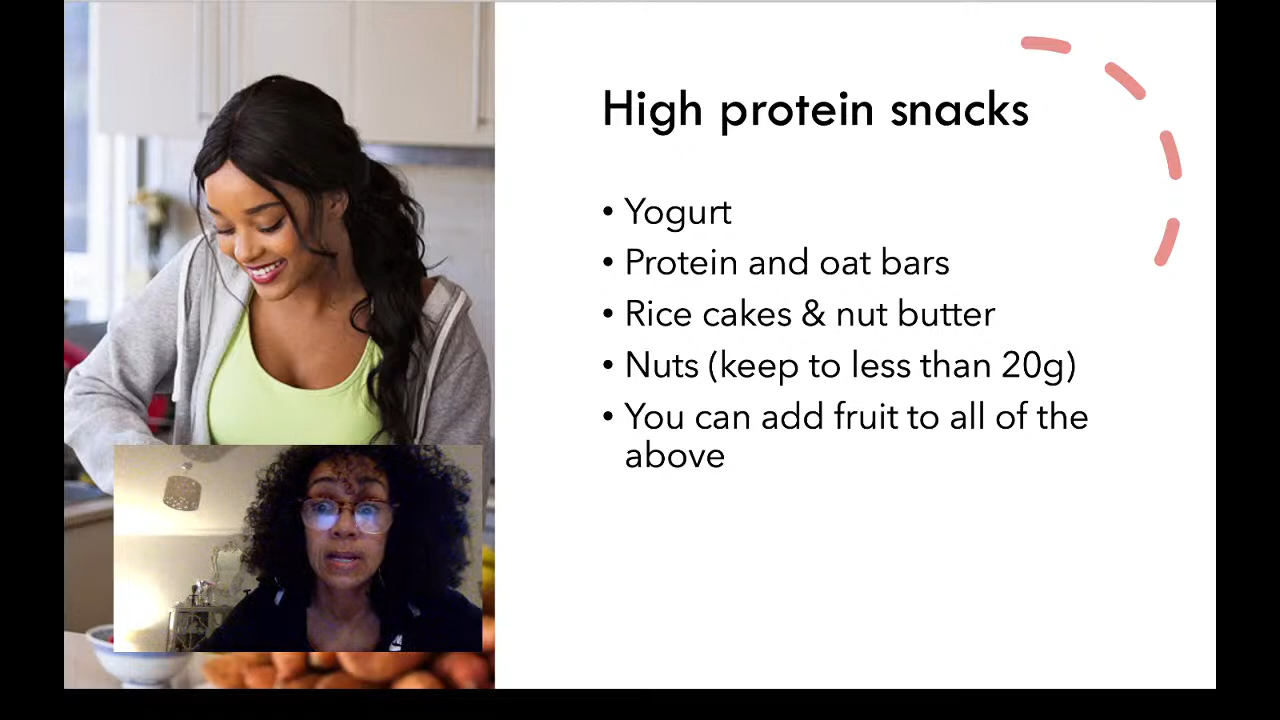 High protein snacks
• Yogurt
• Protein and oat bars
• Rice cakes & nut butter
• Nuts (keep to less than 20g)
• You can add fruit to all of the
above